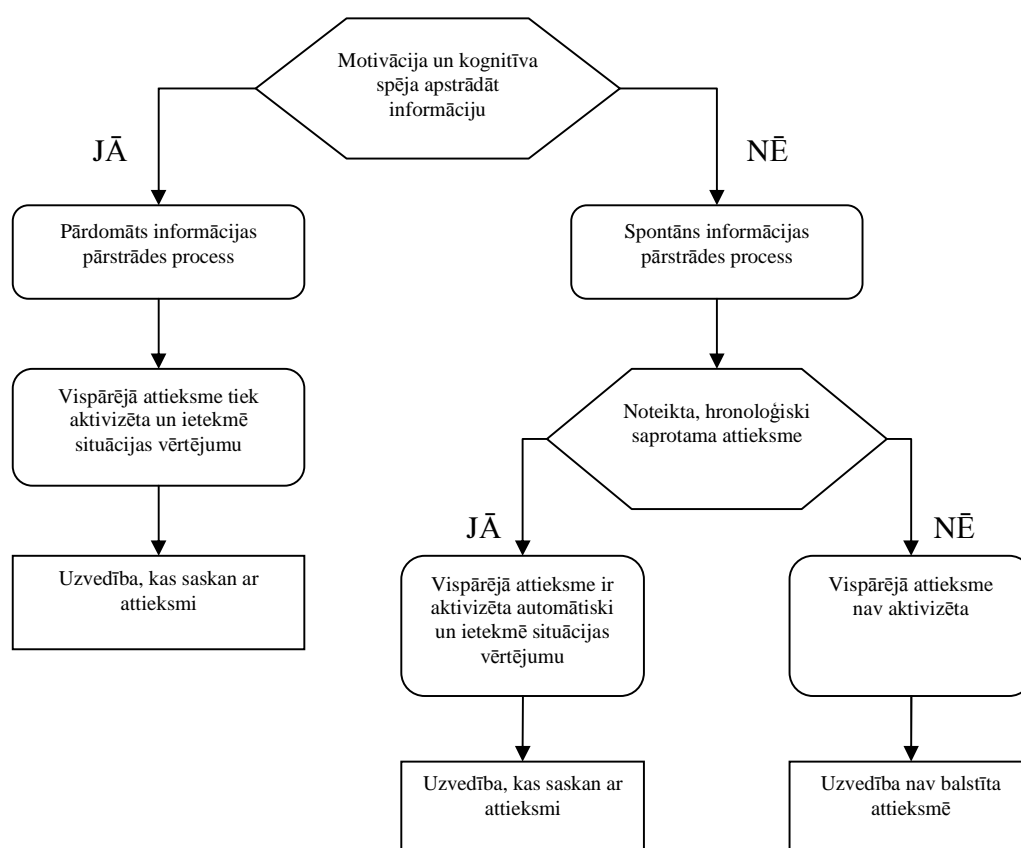 Motivācija un kognitīva
spēja apstrādāt
informāciju
JĀ
NĒ
Pārdomāts informācijas
pārstrādes process
Spontāns informācijas
pārstrādes process
Vispārējā attieksme tiek
aktivizēta un ietekmē
situācijas vērtējumu
Noteikta, hronoloģiski
saprotama attieksme
JĀ
NĒ
Uzvedība, kas saskan ar
attieksmi
Vispārējā attieksme ir
aktivizēta automātiski
un ietekmē situācijas
vērtējumu
Vispārējā attieksme
nav aktivizēta
Uzvedība, kas saskan ar
attieksmi
Uzvedība nav balstīta
attieksmē